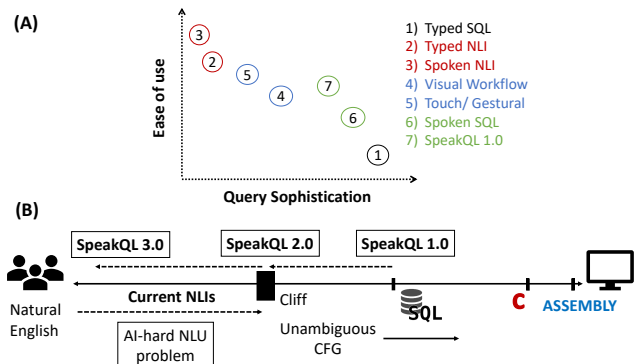 (A)
Ease of use
3
2
5
4
7
6
1
Query Sophistication
1) Typed SQL
2) Typed NLI
3) Spoken NLI
4) Visual Workflow
5) Touch/ Gestural
6) Spoken SQL
7) SpeakQL 1.0
(B)
SpeakQL 3.0
SpeakQL 2.0
SpeakQL 1.0
Natural
English
Current NLIs
Cliff
SQL
C
ASSEMBLY
AI-hard NLU
problem
Unambiguous
CFG